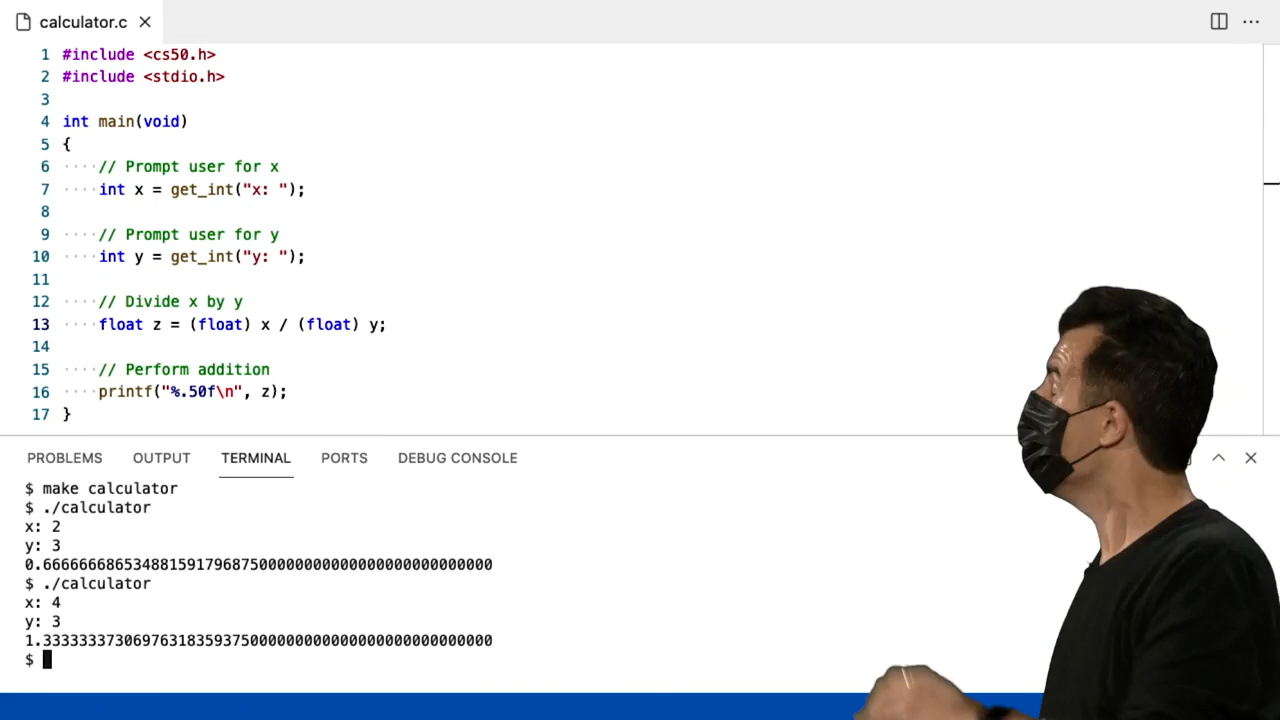 calculator.c
1 #include <cs50.h>
2 #include <stdio.h>
3
4 int main(void)
5 {
6 ····// Prompt user for x
7 ····int x = get_int("x: ");
8
9 ····// Prompt user for y
10 ····int y = get_int("y: ");
11
12 ····// Divide x by y
13 ····float z = (float) x / (float) y;
14
15 ····// Perform addition
16 ····printf("%.50f\n", z);
17 }
PROBLEMS OUTPUT TERMINAL PORTS DEBUG CONSOLE
$ make calculator
$ ./calculator
x: 2
y: 3
0.66666668653488159179687500000000000000000000000000
$ ./calculator
x: 4
y: 3
1.33333337306976318359375000000000000000000000000000
$